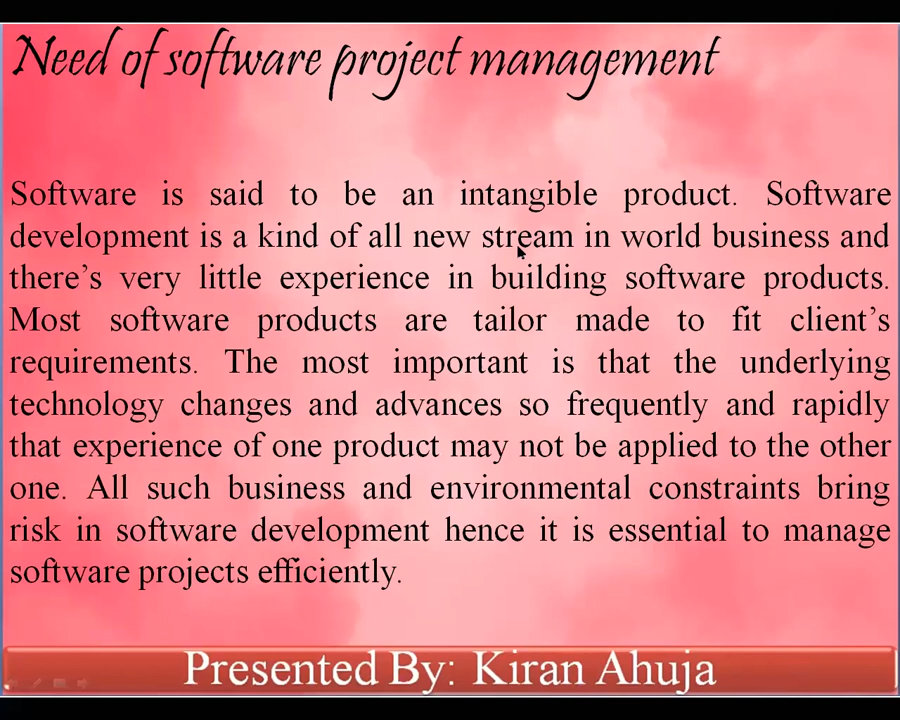 Need of software project management
Software is said to be an intangible product. Software
development is a kind of all new stream in world business and
there’s very little experience in building software products.
Most software products are tailor made to fit client’s
requirements. The most important is that the underlying
technology changes and advances so frequently and rapidly
that experience of one product may not be applied to the other
one. All such business and environmental constraints bring
risk in software development hence it is essential to manage
software projects efficiently.
Presented By: Kiran Ahuja